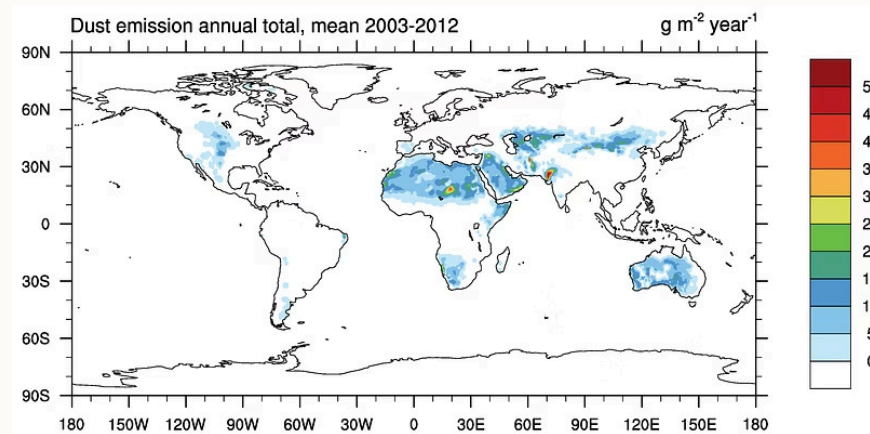 Dust emission annual total, mean 2003-2012 g m⁻² year⁻¹
90N
60N
30N
0
30S
60S
90S
180 150W 120W 90W 60W 30W 0 30E 60E 90E 120E 150E 180